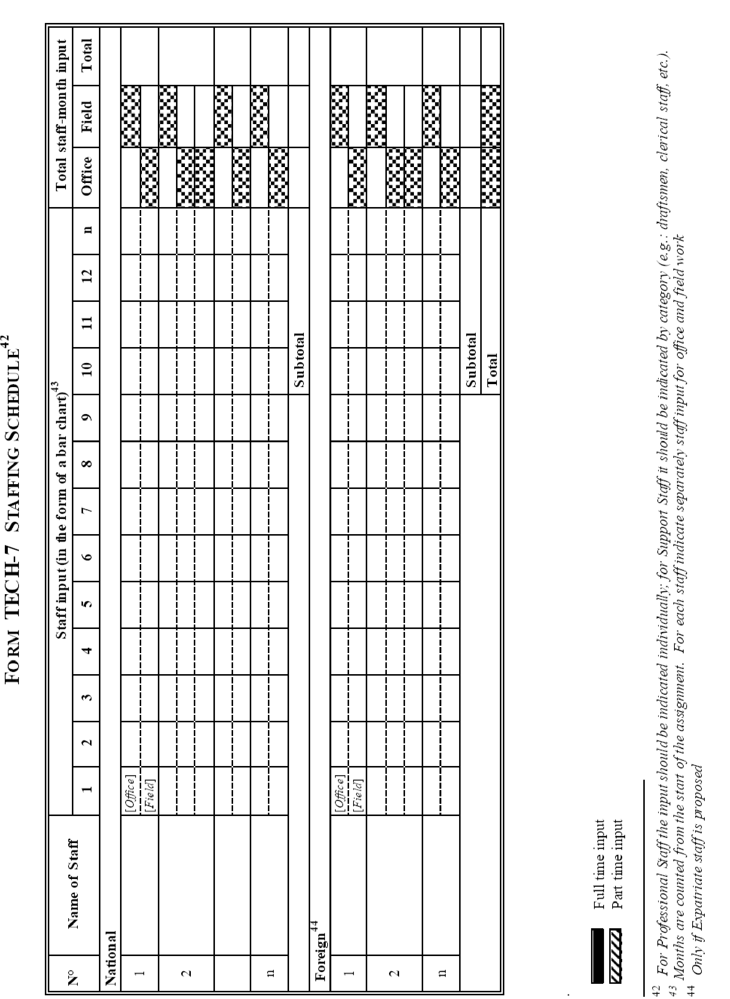 FORM TECH-7 STAFFING SCHEDULE42
N° Name of Staff Staff input (in the form of a bar chart)43 Total staff-month input
1 2 3 4 5 6 7 8 9 10 11 12 n Office Field Total
National
1 [Office]
[Field]
2
n
Subtotal
Foreign44
1 [Office]
[Field]
2
n
Subtotal
Total
Full time input
Part time input
42 For Professional Staff the input should be indicated individually; for Support Staff it should be indicated by category (e.g.: draftsmen, clerical staff, etc.).
43 Months are counted from the start of the assignment. For each staff indicate separately staff input for office and field work
44 Only if Expatriate staff is proposed